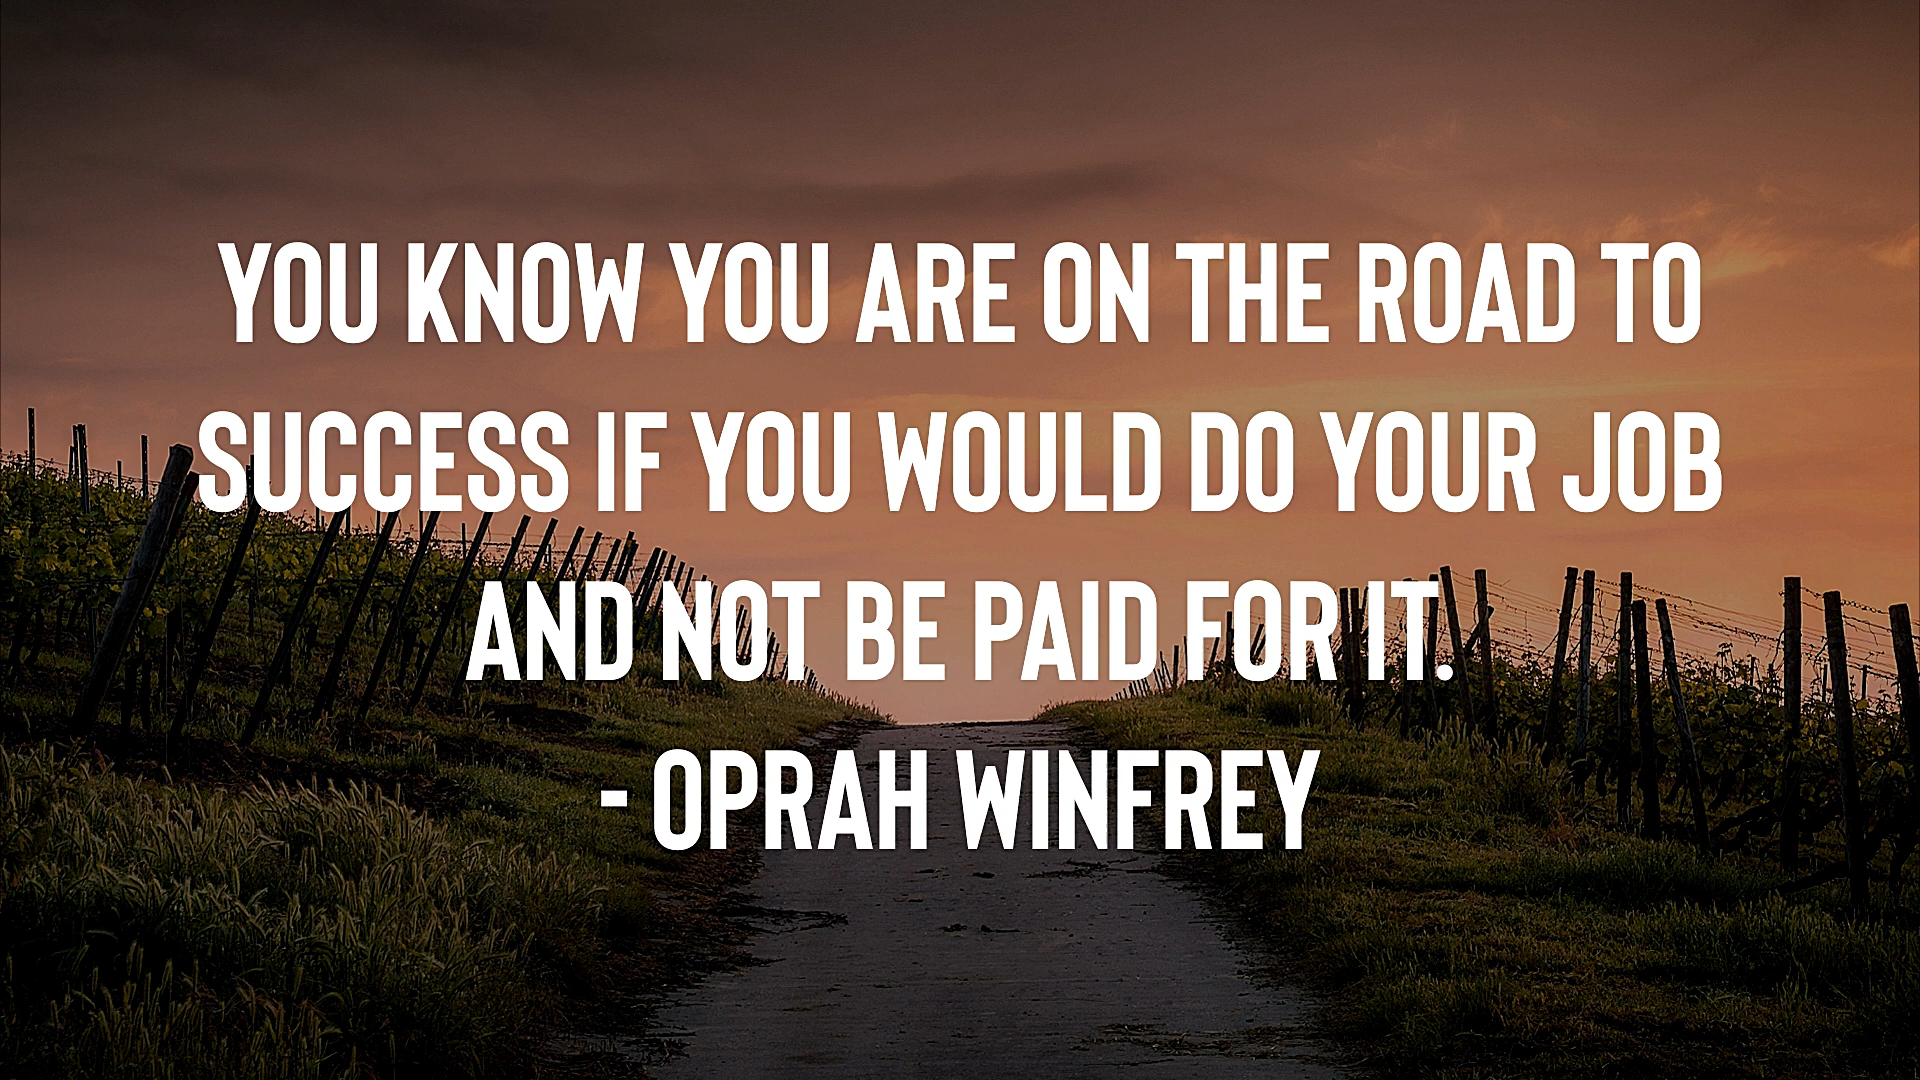 YOU KNOW YOU ARE ON THE ROAD TO
SUCCESS IF YOU WOULD DO YOUR JOB
AND NOT BE PAID FOR IT.
- OPRAH WINFREY